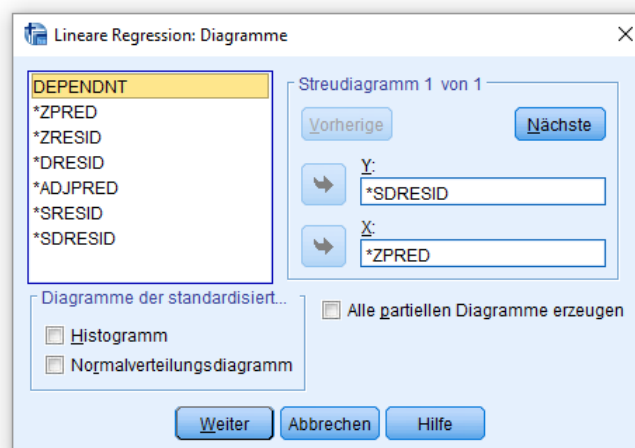 Lineare Regression: Diagramme
DEPENDNT
*ZPRED
*ZRESID
*DRESID
*ADJPRED
*SRESID
*SDRESID
Streudiagramm 1 von 1
Vorherige
Nächste
Y:
*SDRESID
X:
*ZPRED
Diagramme der standardisiert...
Histogramm
Normalverteilungsdiagramm
Alle partiellen Diagramme erzeugen
Weiter
Abbrechen
Hilfe